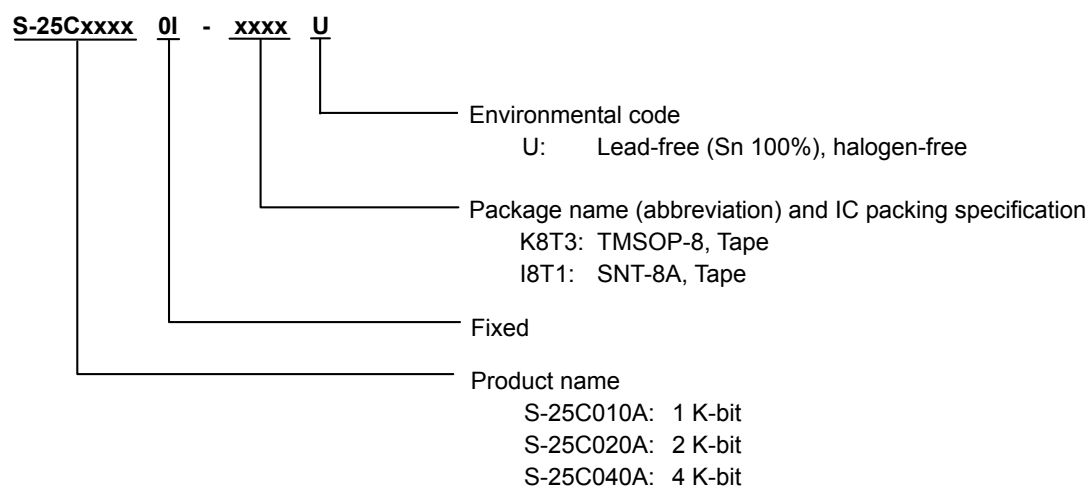 S-25Cxxxx 0I - xxxx U
Environmental code
U: Lead-free (Sn 100%), halogen-free
Package name (abbreviation) and IC packing specification
K8T3: TMSOP-8, Tape
I8T1: SNT-8A, Tape
Fixed
Product name
S-25C010A: 1 K-bit
S-25C020A: 2 K-bit
S-25C040A: 4 K-bit